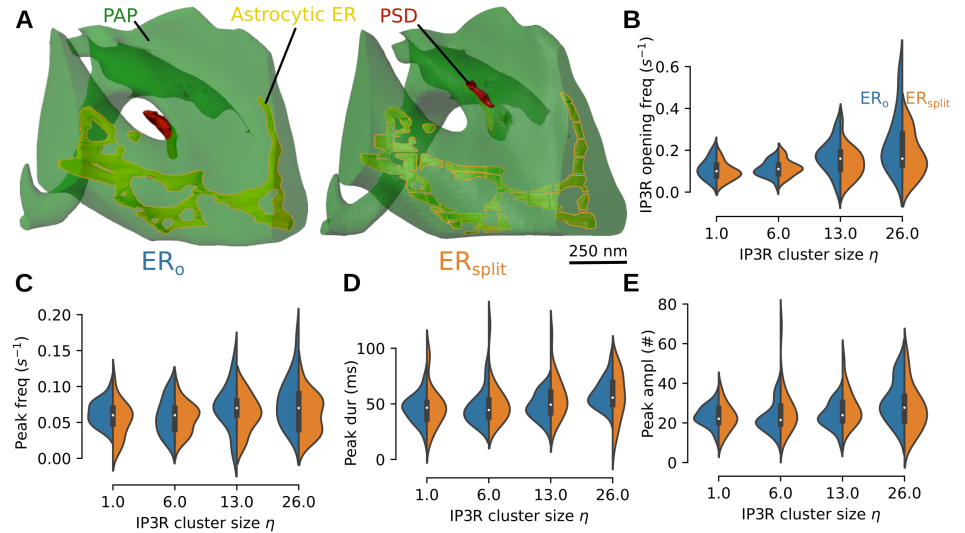 A
PAP
Astrocytic ER
PSD
ERo
ERsplit
250 nm
B
IP3R opening freq (s⁻¹)
0.6
0.4
0.2
0.0
ERo
ERsplit
1.0 6.0 13.0 26.0
IP3R cluster size η
C
Peak freq (s⁻¹)
0.20
0.15
0.10
0.05
0.00
1.0 6.0 13.0 26.0
IP3R cluster size η
D
Peak dur (ms)
100
50
0
1.0 6.0 13.0 26.0
IP3R cluster size η
E
Peak ampl (#)
80
60
40
20
0
1.0 6.0 13.0 26.0
IP3R cluster size η